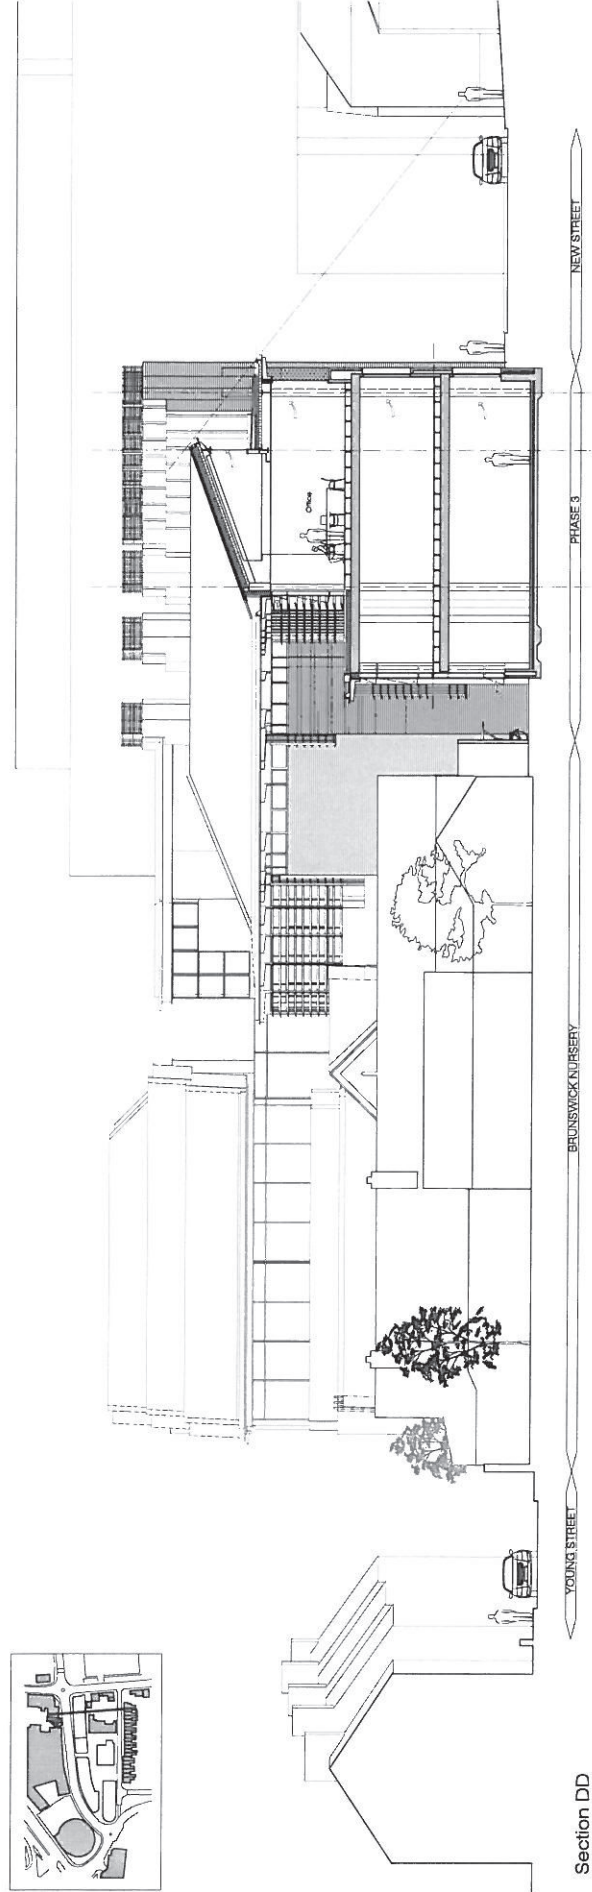 Office
YOUNG STREET
BRUNSWICK NURSERY
PHASE 3
NEW STREET
Section DD